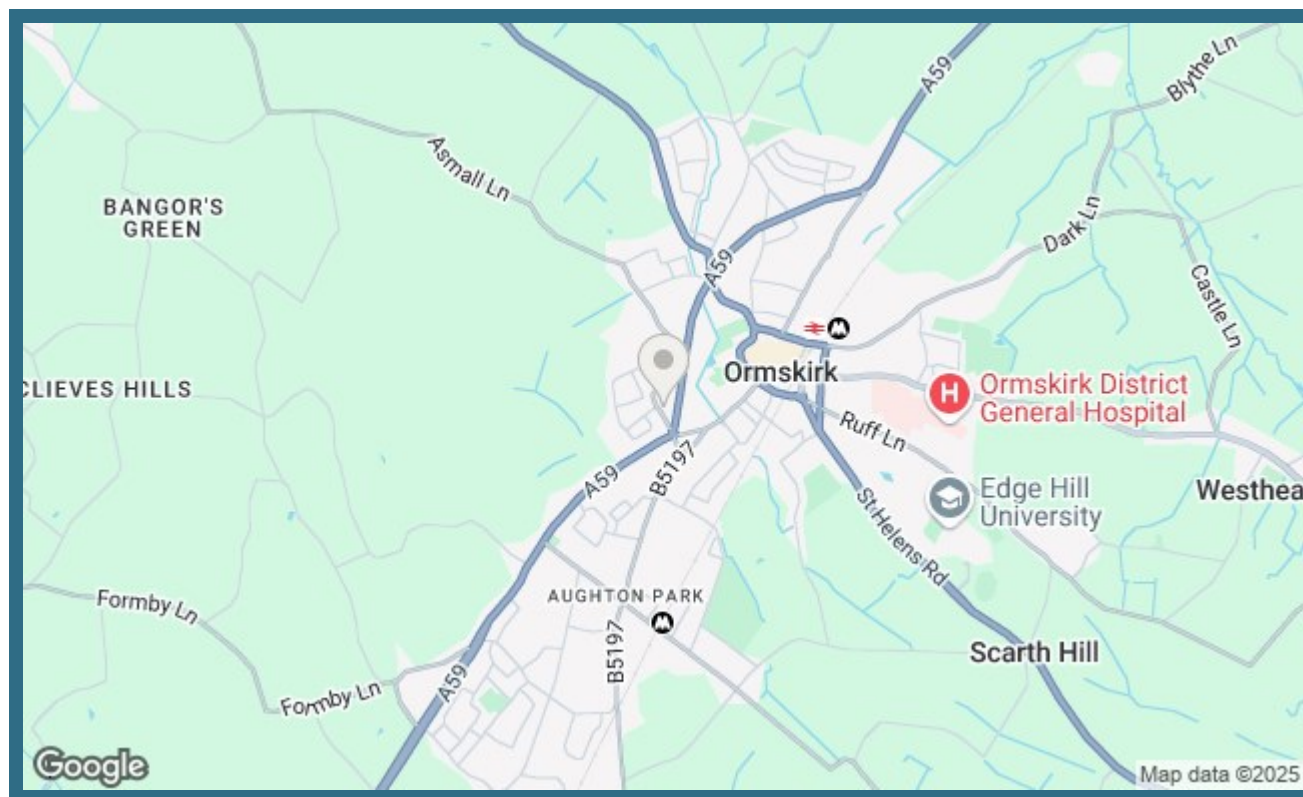 A59
Blythe Ln
Asmall Ln
BANGOR'S
GREEN
Dark Ln
A59
Castle Ln
CLIEVES HILLS
Ormskirk
H
Ormskirk District
General Hospital
Ruff Ln
A59
B5197
Edge Hill
University
Westhea
St Helens Rd
Formby Ln
AUGHTON PARK
B5197
Scarth Hill
Formby Ln
A59
Google
Map data ©2025